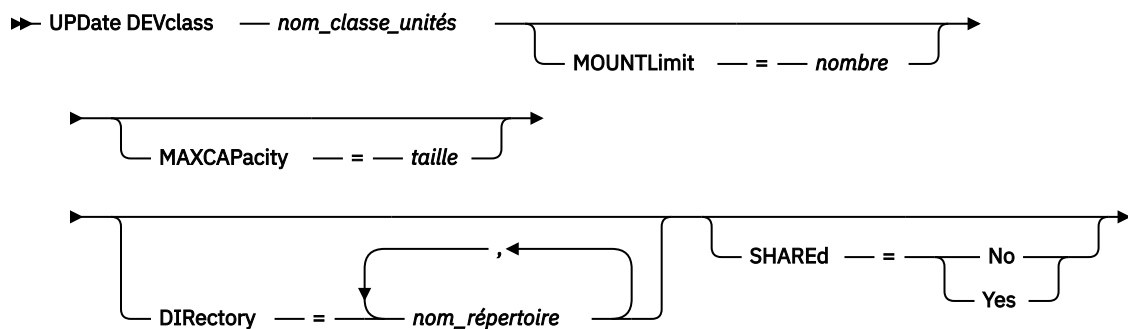 UPDate DEVclass nom_classe_unités
MOUNTLimit = nombre
MAXCAPacity = taille
,
DIRectory = nom_répertoire
SHAREd = No
Yes